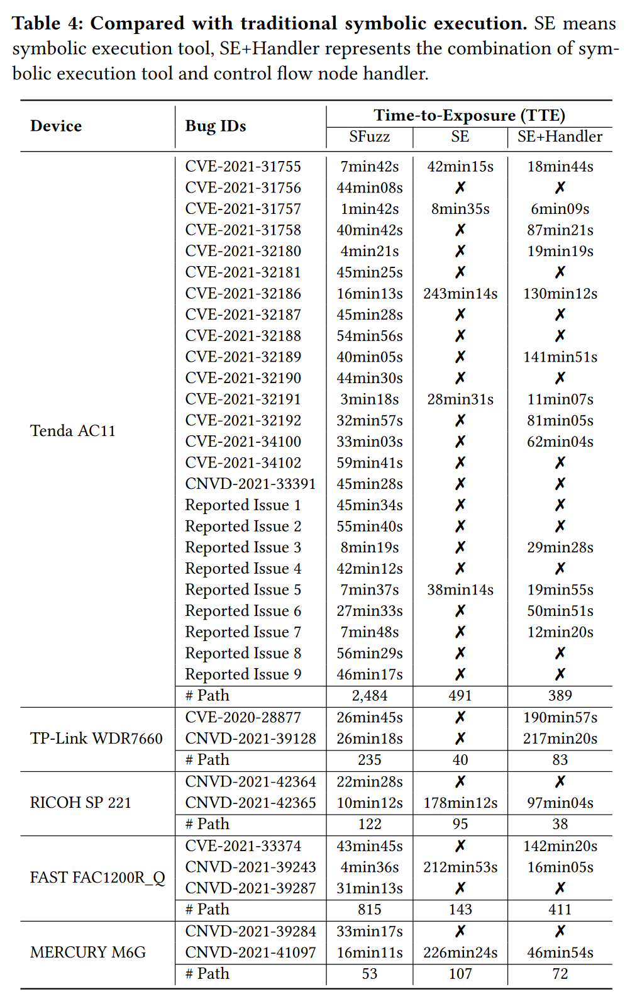 Table 4: Compared with traditional symbolic execution. SE means
symbolic execution tool, SE+Handler represents the combination of sym-
bolic execution tool and control flow node handler.
Device Bug IDs Time-to-Exposure (TTE)
SFuzz SE SE+Handler
CVE-2021-31755 7min42s 42min15s 18min44s
CVE-2021-31756 44min08s ✗ ✗
CVE-2021-31757 1min42s 8min35s 6min09s
CVE-2021-31758 40min42s ✗ 87min21s
CVE-2021-32180 4min21s ✗ 19min19s
CVE-2021-32181 45min25s ✗ ✗
CVE-2021-32186 16min13s 243min14s 130min12s
CVE-2021-32187 45min28s ✗ ✗
CVE-2021-32188 54min56s ✗ ✗
CVE-2021-32189 40min05s ✗ 141min51s
CVE-2021-32190 44min30s ✗ ✗
CVE-2021-32191 3min18s 28min31s 11min07s
CVE-2021-32192 32min57s ✗ 81min05s
Tenda AC11
CVE-2021-34100 33min03s ✗ 62min04s
CVE-2021-34102 59min41s ✗ ✗
CNVD-2021-33391 45min28s ✗ ✗
Reported Issue 1 45min34s ✗ ✗
Reported Issue 2 55min40s ✗ ✗
Reported Issue 3 8min19s ✗ 29min28s
Reported Issue 4 42min12s ✗ ✗
Reported Issue 5 7min37s 38min14s 19min55s
Reported Issue 6 27min33s ✗ 50min51s
Reported Issue 7 7min48s ✗ 12min20s
Reported Issue 8 56min29s ✗ ✗
Reported Issue 9 46min17s ✗ ✗
# Path 2,484 491 389
CVE-2020-28877 26min45s ✗ 190min57s
TP-Link WDR7660 CNVD-2021-39128 26min18s ✗ 217min20s
# Path 235 40 83
CNVD-2021-42364 22min28s ✗ ✗
RICOH SP 221 CNVD-2021-42365 10min12s 178min12s 97min04s
# Path 122 95 38
CVE-2021-33374 43min45s ✗ 142min20s
FAST FAC1200R_Q CNVD-2021-39243 4min36s 212min53s 16min05s
CNVD-2021-39287 31min13s ✗ ✗
# Path 815 143 411
CNVD-2021-39284 33min17s ✗ ✗
MERCURY M6G CNVD-2021-41097 16min11s 226min24s 46min54s
# Path 53 107 72